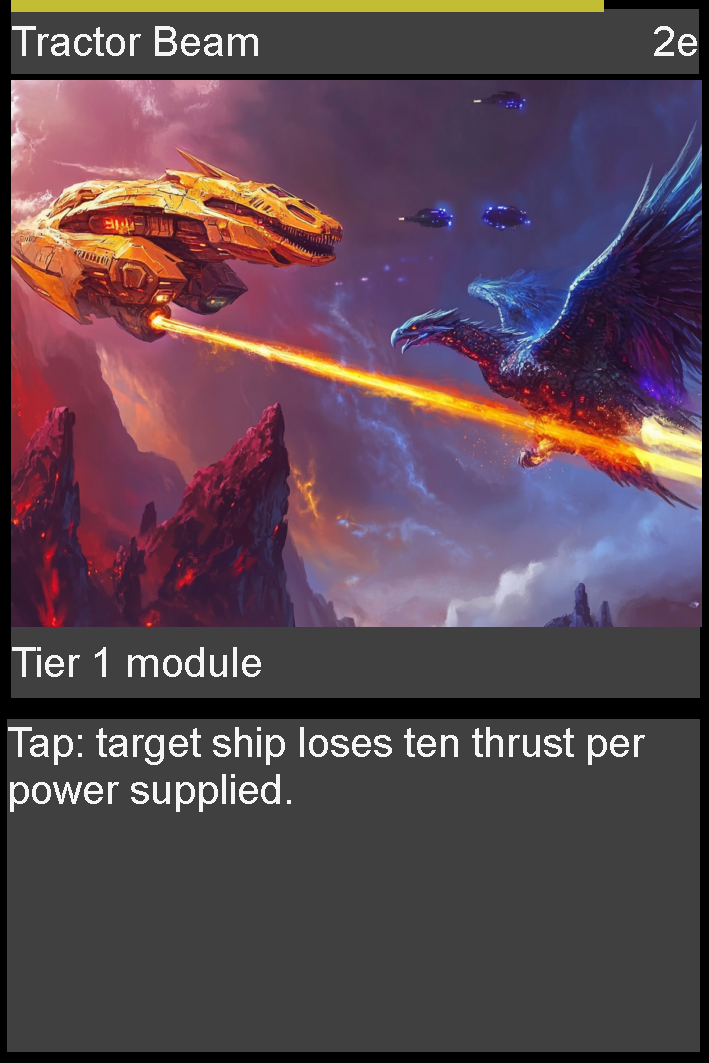 Tractor Beam 2e
Tier 1 module
Tap: target ship loses ten thrust per
power supplied.